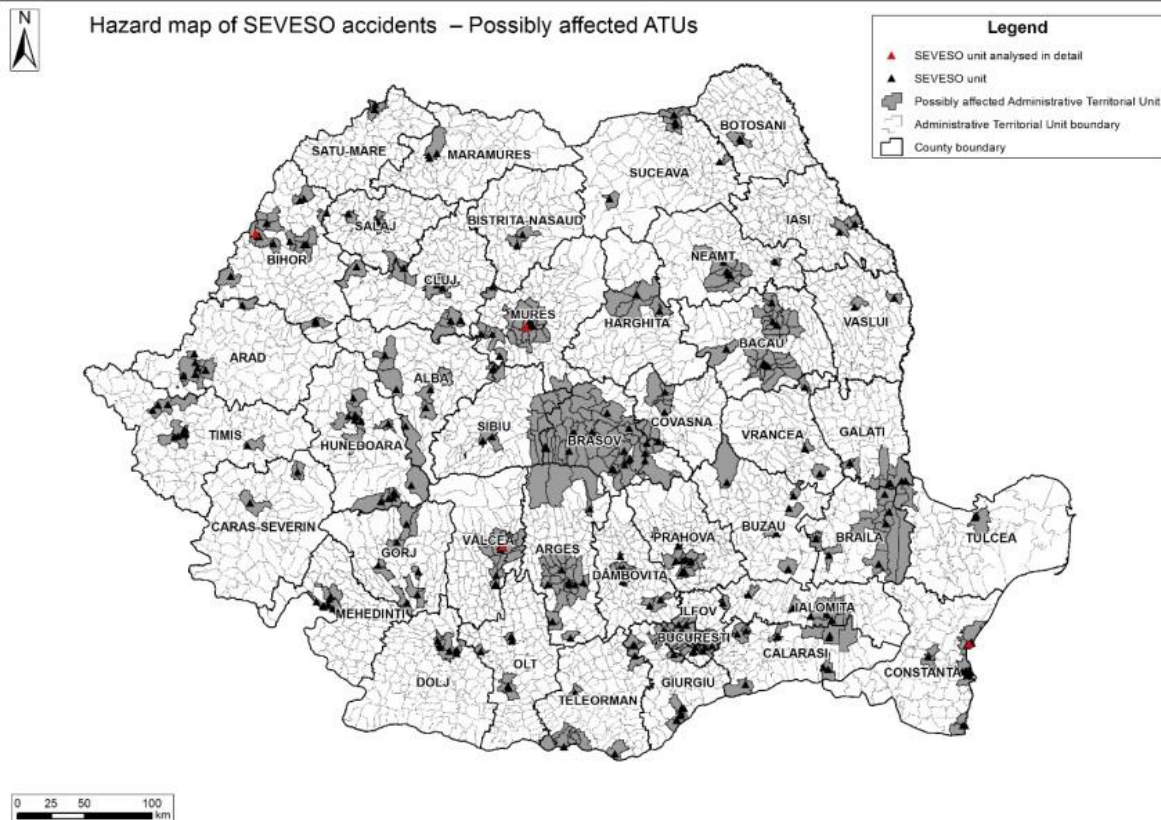 N
Hazard map of SEVESO accidents – Possibly affected ATUs
Legend
SEVESO unit analysed in detail
SEVESO unit
Possibly affected Administrative Territorial Unit
Administrative Territorial Unit boundary
County boundary
BOTOSANI
SATU-MARE
MARAMURES
SUCEAVA
BISTRITA-NASAUD
IASI
SALAJ
NEAMT
BIHOR
CLUJ
MURES
HARGHITA
VASLUI
BACAU
ARAD
ALBA
COVASNA
SIBIU
BRASOV
VRANCEA
GALATI
TIMIS
HUNEDOARA
CARAS-SEVERIN
BUZAU
BRAILA
TULCEA
VALCEA
ARGES
PRAHOVA
GORJ
DAMBOVITA
MEHEDINTI
ILFOV
IALOMITA
BUCURESTI
CALARASI
OLT
CONSTANTA
DOLJ
GIURGIU
TELEORMAN
0 25 50 100
km